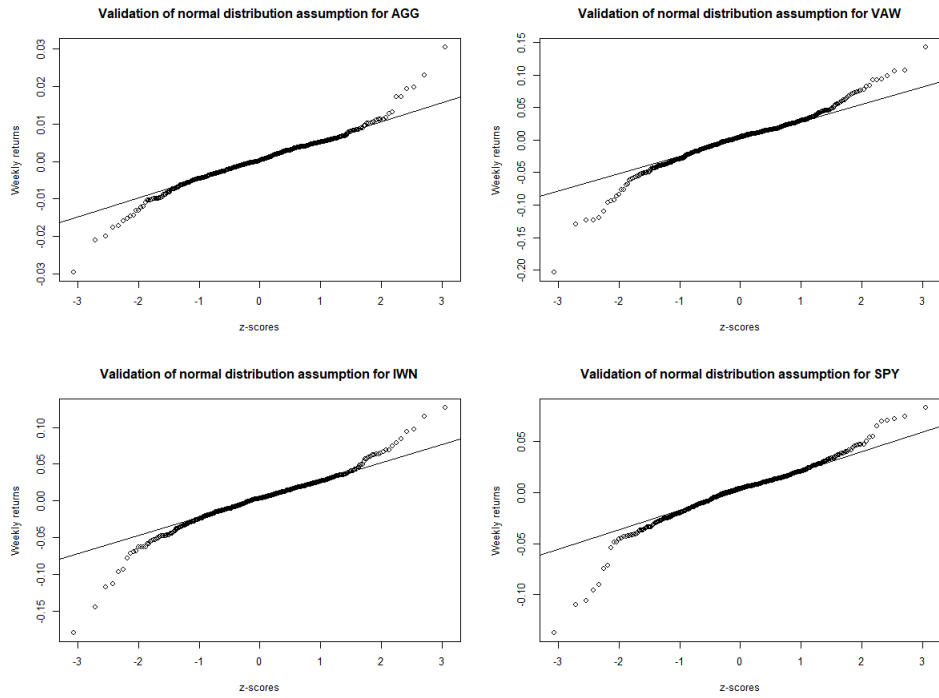 Validation of normal distribution assumption for AGG
Weekly returns
0.03
0.02
0.01
0.00
-0.01
-0.02
-0.03
-3 -2 -1 0 1 2 3
z-scores
Validation of normal distribution assumption for VAW
Weekly returns
0.15
0.10
0.05
0.00
-0.05
-0.10
-0.15
-0.20
-3 -2 -1 0 1 2 3
z-scores
Validation of normal distribution assumption for IWN
Weekly returns
0.10
0.05
0.00
-0.05
-0.10
-0.15
-3 -2 -1 0 1 2 3
z-scores
Validation of normal distribution assumption for SPY
Weekly returns
0.05
0.00
-0.05
-0.10
-3 -2 -1 0 1 2 3
z-scores